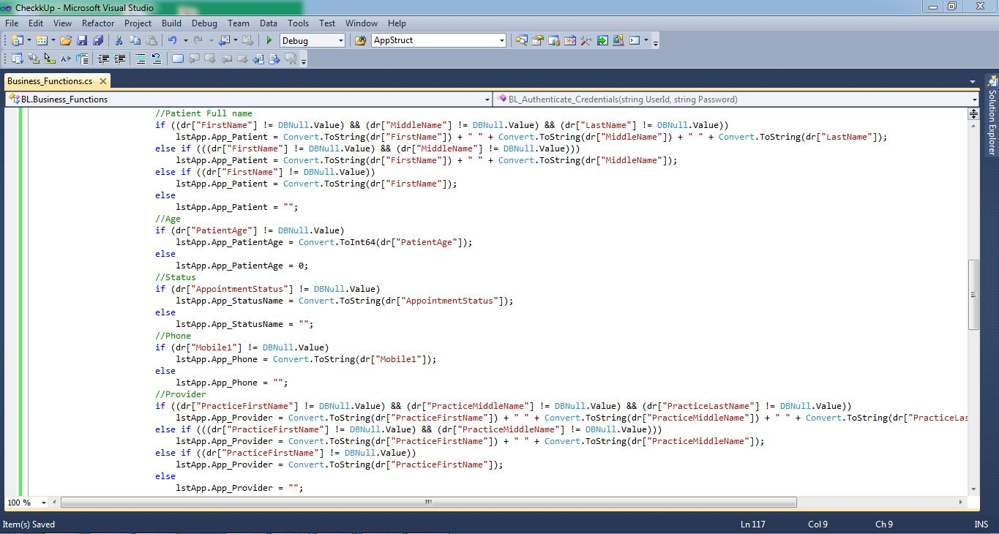 CheckkUp - Microsoft Visual Studio
File Edit View Refactor Project Build Debug Team Data Tools Test Window Help
Debug AppStruct
Business_Functions.cs
BL.Business_Functions BL_Authenticate_Credentials(string UserId, string Password)
Solution Explorer
//Patient Full name
if ((dr["FirstName"] != DBNull.Value) && (dr["MiddleName"] != DBNull.Value) && (dr["LastName"] != DBNull.Value))
lstApp.App_Patient = Convert.ToString(dr["FirstName"]) + " " + Convert.ToString(dr["MiddleName"]) + " " + Convert.ToString(dr["LastName"]);
else if (((dr["FirstName"] != DBNull.Value) && (dr["MiddleName"] != DBNull.Value)))
lstApp.App_Patient = Convert.ToString(dr["FirstName"]) + " " + Convert.ToString(dr["MiddleName"]);
else if ((dr["FirstName"] != DBNull.Value))
lstApp.App_Patient = Convert.ToString(dr["FirstName"]);
else
lstApp.App_Patient = "";
//Age
if (dr["PatientAge"] != DBNull.Value)
lstApp.App_PatientAge = Convert.ToInt64(dr["PatientAge"]);
else
lstApp.App_PatientAge = 0;
//Status
if (dr["AppointmentStatus"] != DBNull.Value)
lstApp.App_StatusName = Convert.ToString(dr["AppointmentStatus"]);
else
lstApp.App_StatusName = "";
//Phone
if (dr["Mobile1"] != DBNull.Value)
lstApp.App_Phone = Convert.ToString(dr["Mobile1"]);
else
lstApp.App_Phone = "";
//Provider
if ((dr["PracticeFirstName"] != DBNull.Value) && (dr["PracticeMiddleName"] != DBNull.Value) && (dr["PracticeLastName"] != DBNull.Value))
lstApp.App_Provider = Convert.ToString(dr["PracticeFirstName"]) + " " + Convert.ToString(dr["PracticeMiddleName"]) + " " + Convert.ToString(dr["PracticeLas
else if (((dr["PracticeFirstName"] != DBNull.Value) && (dr["PracticeMiddleName"] != DBNull.Value)))
lstApp.App_Provider = Convert.ToString(dr["PracticeFirstName"]) + " " + Convert.ToString(dr["PracticeMiddleName"]);
else if ((dr["PracticeFirstName"] != DBNull.Value))
lstApp.App_Provider = Convert.ToString(dr["PracticeFirstName"]);
else
lstApp.App_Provider = "";
100 %
Item(s) Saved Ln 117 Col 9 Ch 9 INS